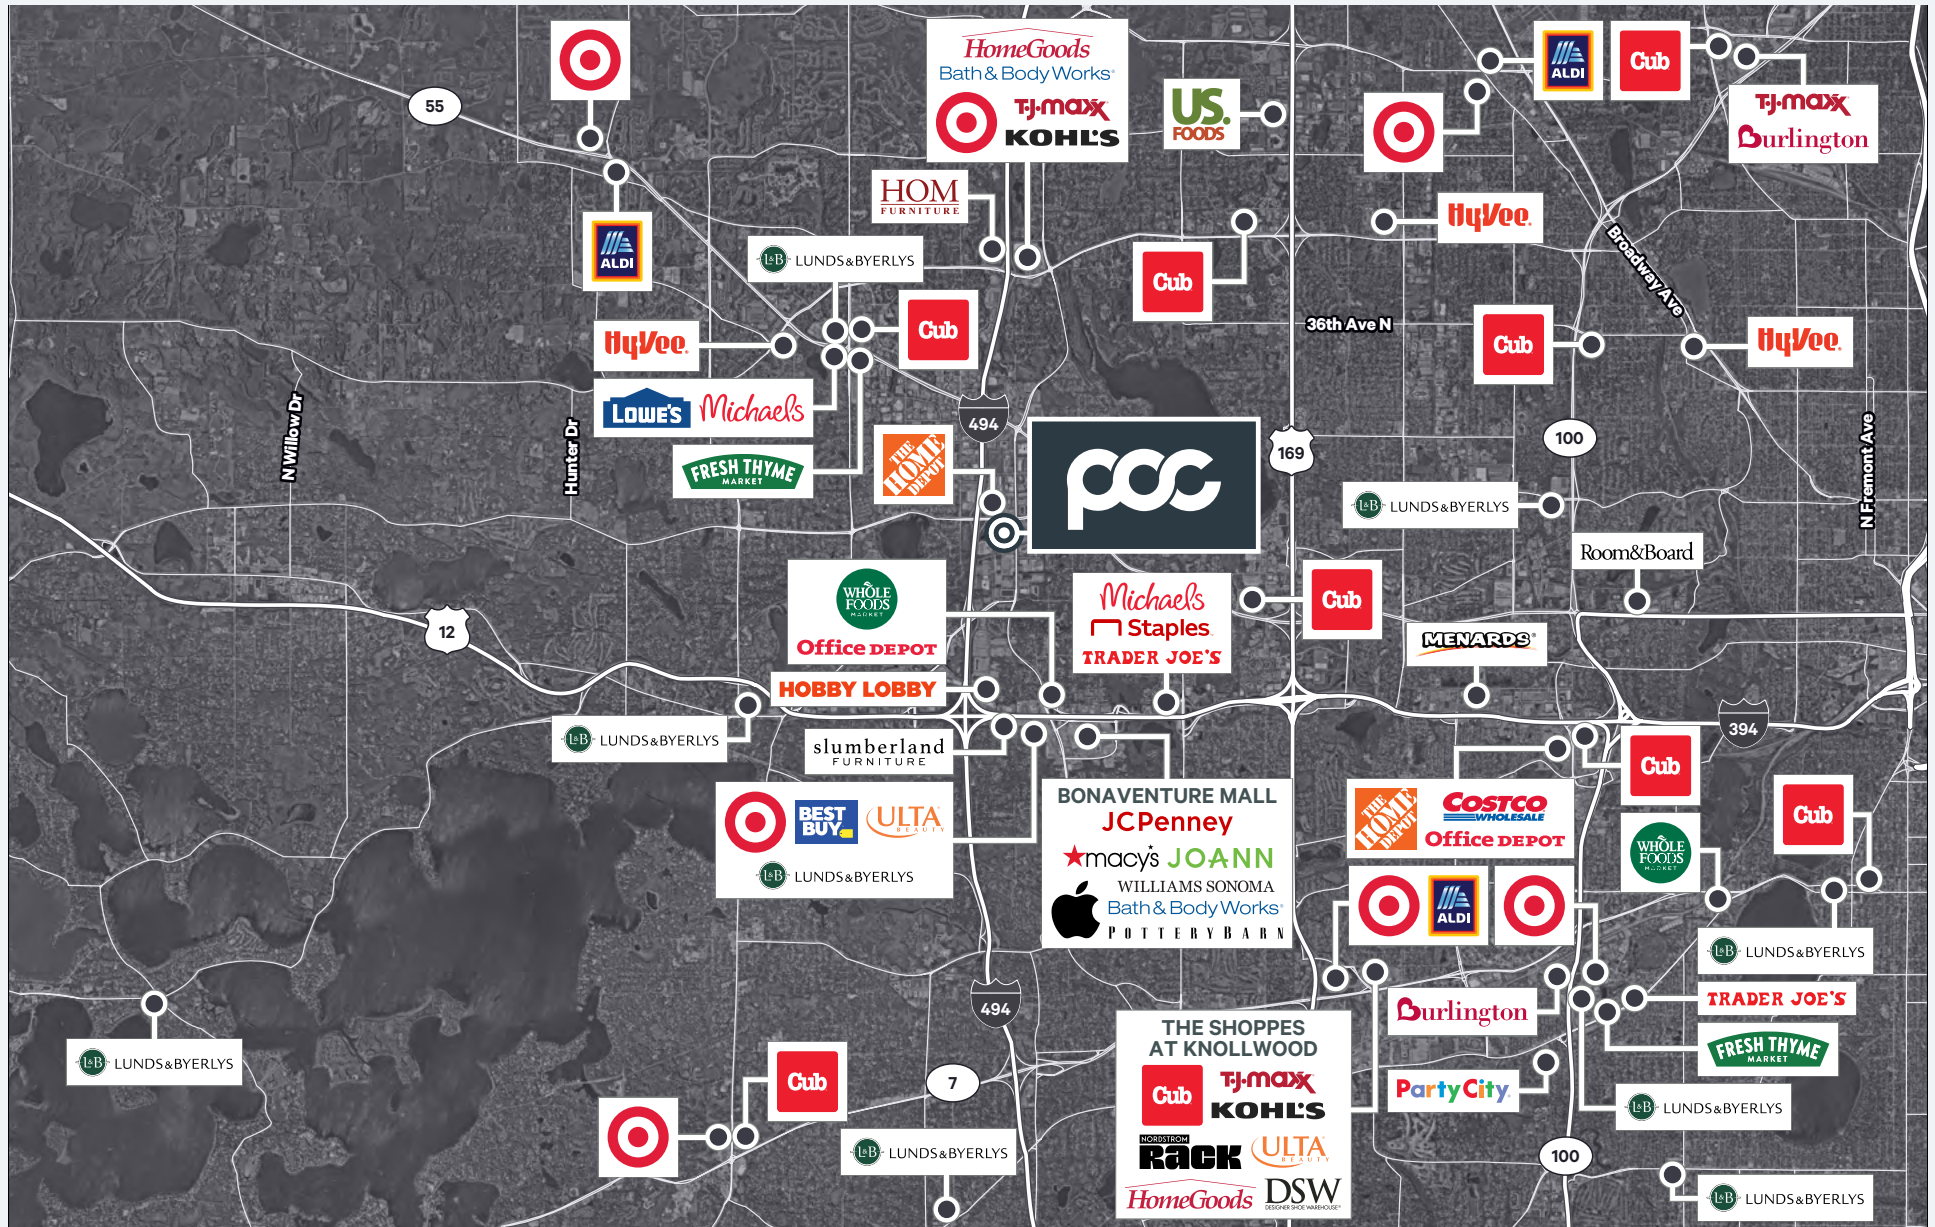 HomeGoods
Bath & Body Works®
T·J·maxx
KOHL'S
US.
FOODS
ALDI
Cub
T·J·maxx
Burlington
55
HOM
FURNITURE
HyVee.
ALDI
L&B LUNDS&BYERLYS
Cub
Broadway Ave
HyVee.
Cub
36th Ave N
Cub
HyVee.
LOWE'S Michaels
N Willow Dr
Hunter Dr
494
169
100
N Fremont Ave
FRESH THYME
MARKET
THE
HOME
DEPOT
poc
L&B LUNDS&BYERLYS
Room&Board
WHOLE
FOODS
MARKET
Office DEPOT
Michaels
Staples
TRADER JOE'S
Cub
12
MENARDS®
HOBBY LOBBY
L&B LUNDS&BYERLYS
slumberland
FURNITURE
394
Cub
BEST
BUY
ULTA
BEAUTY
L&B LUNDS&BYERLYS
BONAVENTURE MALL
JCPenney
macy's JOANN
WILLIAMS SONOMA
Bath & Body Works®
POTTERY BARN
THE
HOME
DEPOT
COSTCO
WHOLESALE
Office DEPOT
WHOLE
FOODS
MARKET
Cub
ALDI
L&B LUNDS&BYERLYS
494
Burlington
TRADER JOE'S
FRESH THYME
MARKET
L&B LUNDS&BYERLYS
THE SHOPPES
AT KNOLLWOOD
Cub
T·J·maxx
KOHL'S
NORDSTROM
RACK
ULTA
BEAUTY
HomeGoods
DSW
DESIGNER SHOE WAREHOUSE®
Party City
L&B LUNDS&BYERLYS
Cub
7
L&B LUNDS&BYERLYS
100
L&B LUNDS&BYERLYS